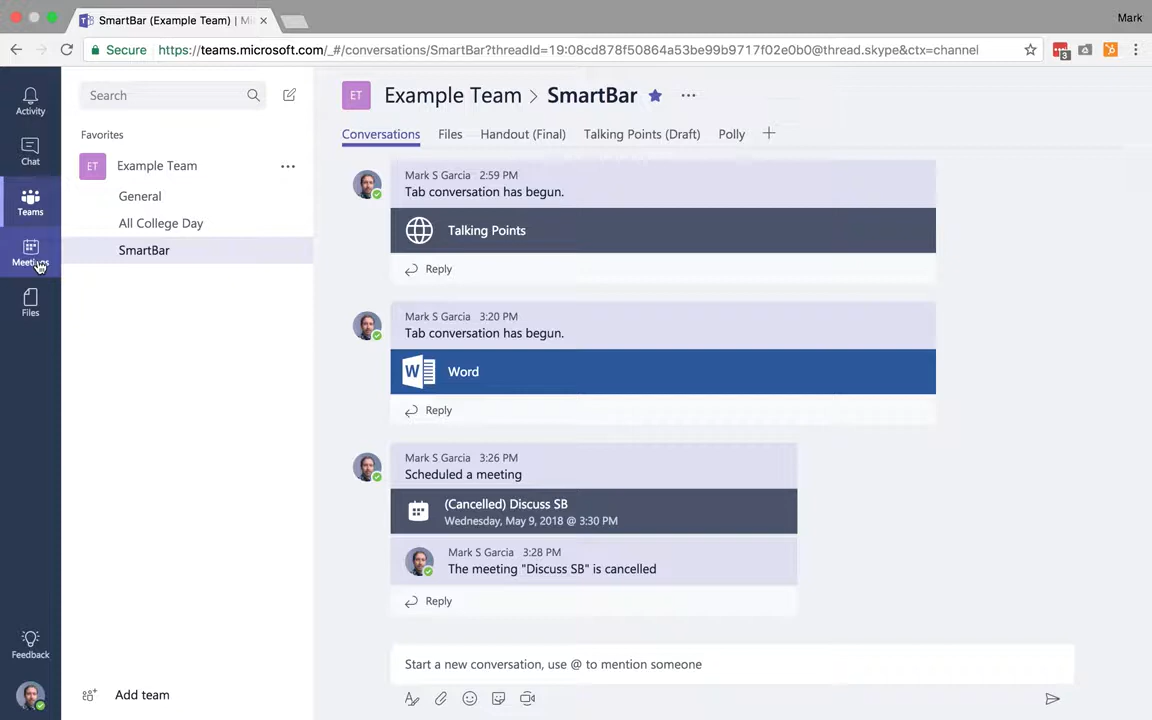 SmartBar (Example Team) | Mi
Mark
Secure
https://teams.microsoft.com/_#/conversations/SmartBar?threadId=19:08cd878f50864a53be99b9717f02e0b0@thread.skype&ctx=channel
3
Activity
Chat
Teams
Meetings
Files
Feedback
Search
Favorites
ET
Example Team
General
All College Day
SmartBar
Add team
ET
Example Team > SmartBar
Conversations
Files
Handout (Final)
Talking Points (Draft)
Polly
Mark S Garcia 2:59 PM
Tab conversation has begun.
Talking Points
Reply
Mark S Garcia 3:20 PM
Tab conversation has begun.
W
Word
Reply
Mark S Garcia 3:26 PM
Scheduled a meeting
(Cancelled) Discuss SB
Wednesday, May 9, 2018 @ 3:30 PM
Mark S Garcia 3:28 PM
The meeting "Discuss SB" is cancelled
Reply
Start a new conversation, use @ to mention someone